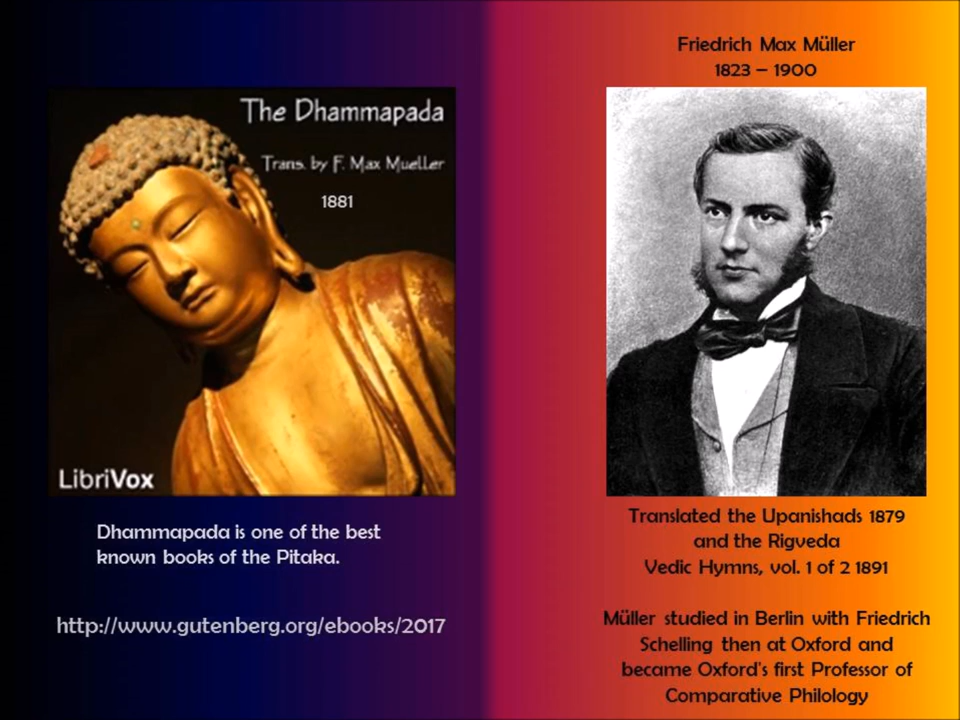 The Dhammapada
Trans. by F. Max Mueller
1881
LibriVox
Dhammapada is one of the best
known books of the Pitaka.
http://www.gutenberg.org/ebooks/2017
Friedrich Max Müller
1823 – 1900
Translated the Upanishads 1879
and the Rigveda
Vedic Hymns, vol. 1 of 2 1891
Müller studied in Berlin with Friedrich
Schelling then at Oxford and
became Oxford's first Professor of
Comparative Philology